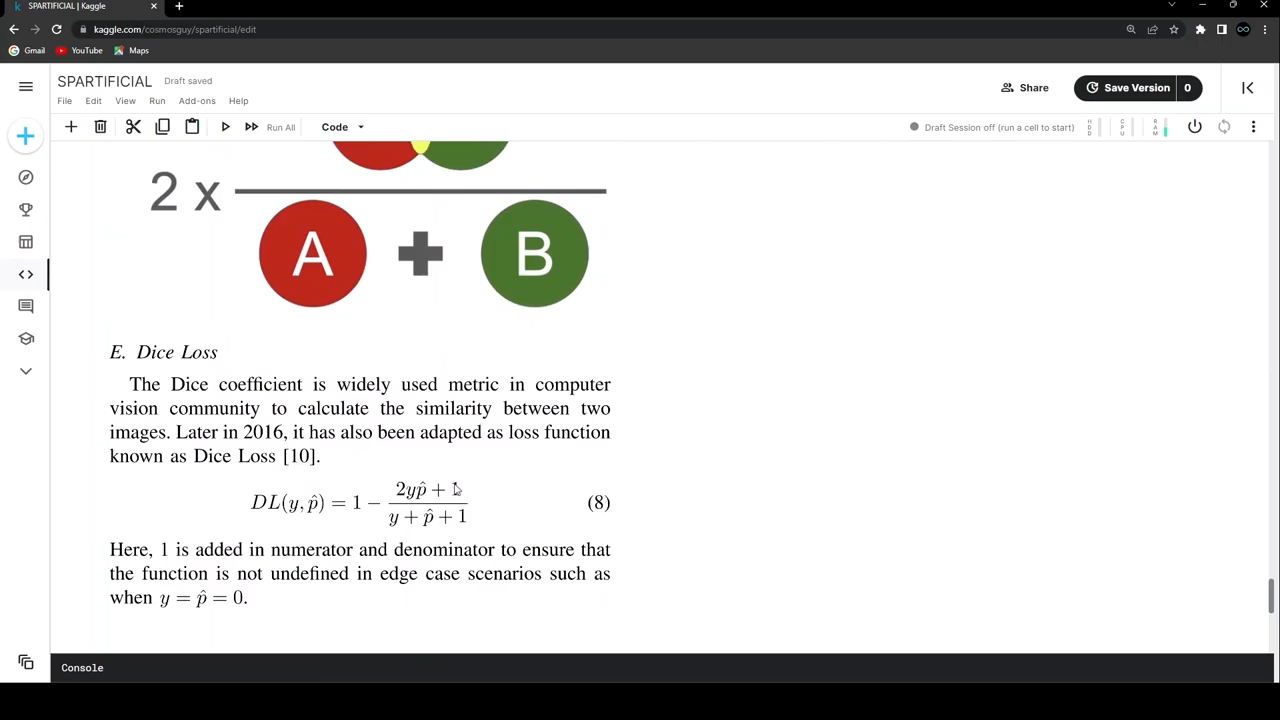 SPARTIFICIAL | Kaggle
kaggle.com/cosmosguy/spartificial/edit
Gmail YouTube Maps
SPARTIFICIAL Draft saved
Share Save Version 0
File Edit View Run Add-ons Help
Run All Code Draft Session off (run a cell to start) HDD CPU RAM
2 x
A + B
E. Dice Loss
The Dice coefficient is widely used metric in computer
vision community to calculate the similarity between two
images. Later in 2016, it has also been adapted as loss function
known as Dice Loss [10].
DL(y, p̂) = 1 − (2yp̂ + 1)/(y + p̂ + 1) (8)
Here, 1 is added in numerator and denominator to ensure that
the function is not undefined in edge case scenarios such as
when y = p̂ = 0.
Console